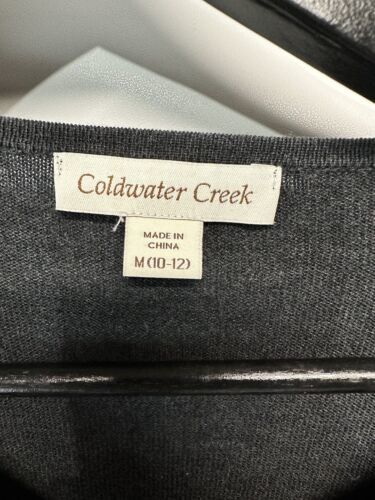 Coldwater Creek
MADE IN
CHINA
M (10-12)